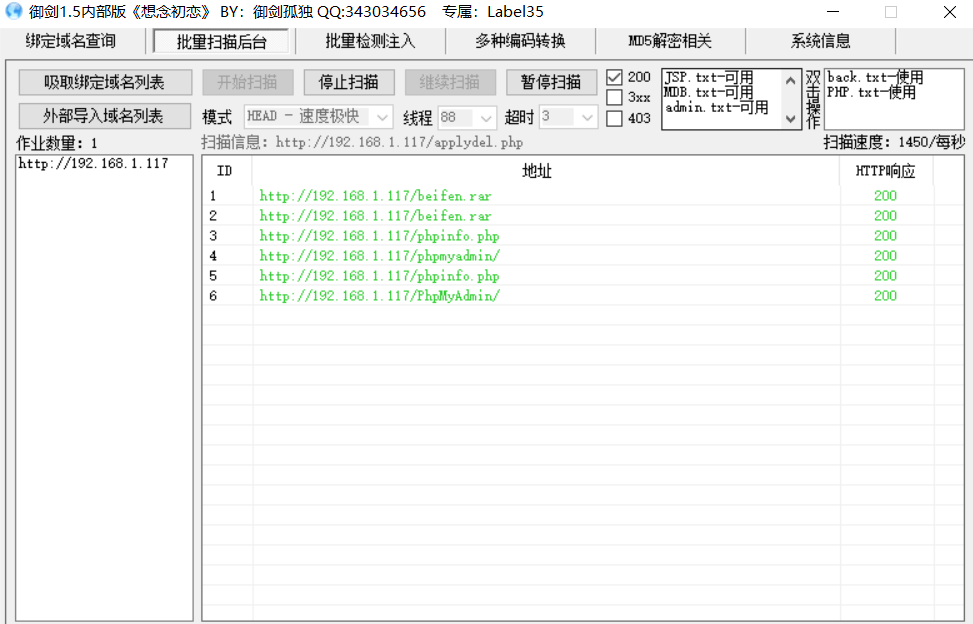 御剑1.5内部版《想念初恋》 BY：御剑孤独 QQ:343034656 专属：Label35
绑定域名查询 批量扫描后台 批量检测注入 多种编码转换 MD5解密相关 系统信息
吸取绑定域名列表 开始扫描 停止扫描 继续扫描 暂停扫描 200
外部导入域名列表 模式 HEAD - 速度极快 线程 88 超时 3 3xx
403
JSP.txt-可用
MDB.txt-可用
admin.txt-可用
双击操作
back.txt-使用
PHP.txt-使用
作业数量：1 扫描信息：http://192.168.1.117/applydel.php 扫描速度：1450/每秒
http://192.168.1.117
ID 地址 HTTP响应
1 http://192.168.1.117/beifen.rar 200
2 http://192.168.1.117/beifen.rar 200
3 http://192.168.1.117/phpinfo.php 200
4 http://192.168.1.117/phpmyadmin/ 200
5 http://192.168.1.117/phpinfo.php 200
6 http://192.168.1.117/PhpMyAdmin/ 200